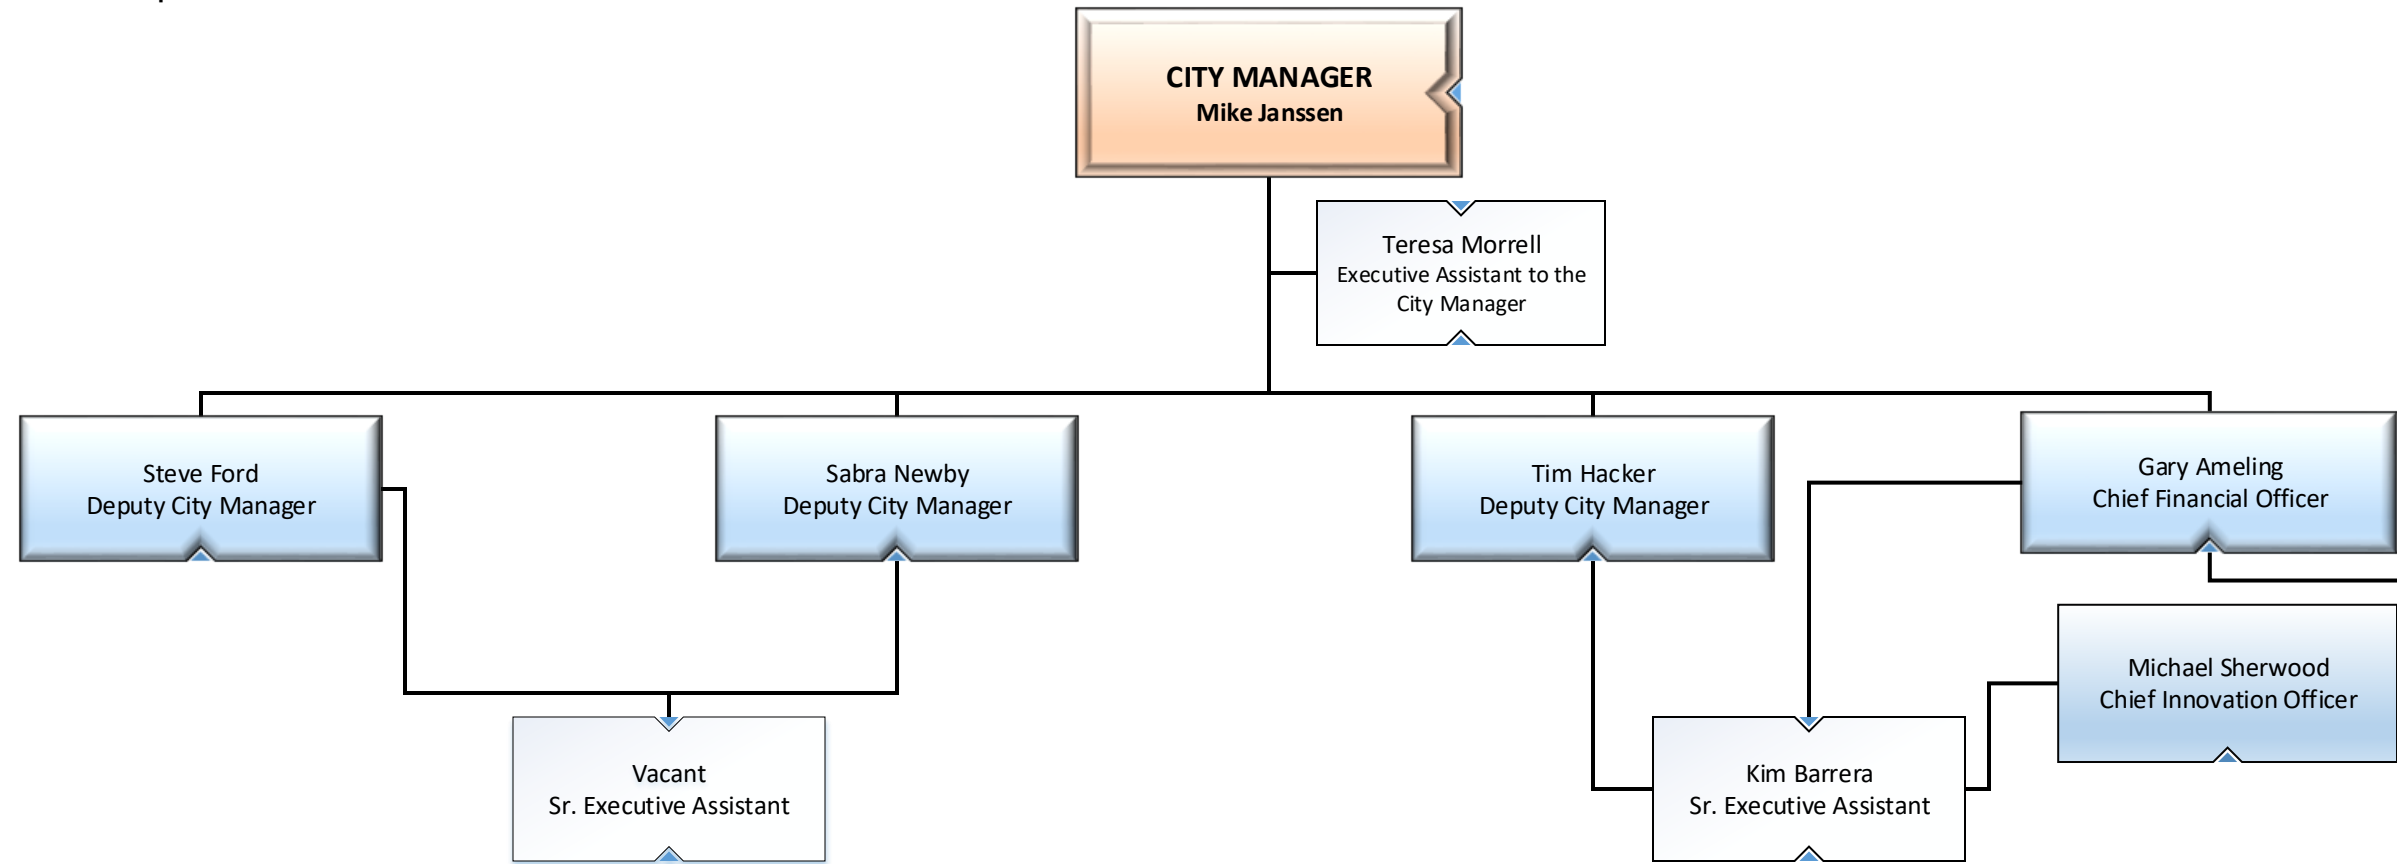 CITY MANAGER
Mike Janssen
Teresa Morrell
Executive Assistant to the
City Manager
Steve Ford
Deputy City Manager
Sabra Newby
Deputy City Manager
Tim Hacker
Deputy City Manager
Gary Ameling
Chief Financial Officer
Michael Sherwood
Chief Innovation Officer
Vacant
Sr. Executive Assistant
Kim Barrera
Sr. Executive Assistant